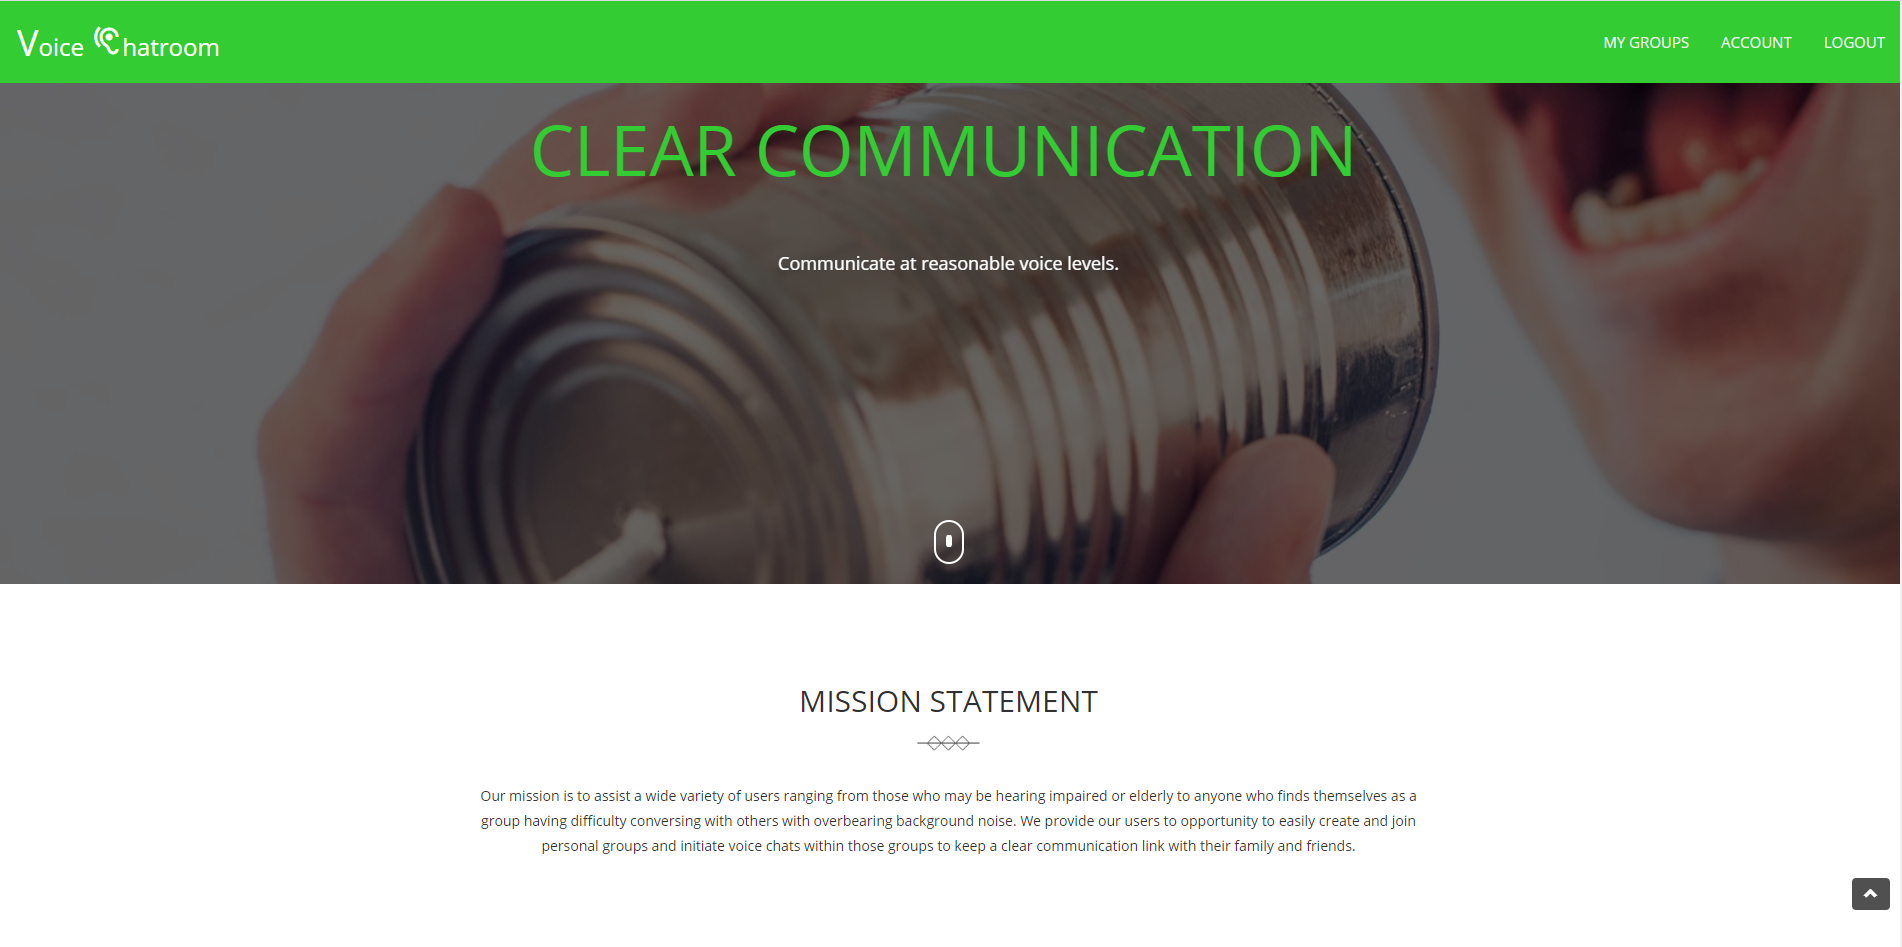 Voice Chatroom
MY GROUPS ACCOUNT LOGOUT
CLEAR COMMUNICATION
Communicate at reasonable voice levels.
MISSION STATEMENT
Our mission is to assist a wide variety of users ranging from those who may be hearing impaired or elderly to anyone who finds themselves as a
group having difficulty conversing with others with overbearing background noise. We provide our users to opportunity to easily create and join
personal groups and initiate voice chats within those groups to keep a clear communication link with their family and friends.